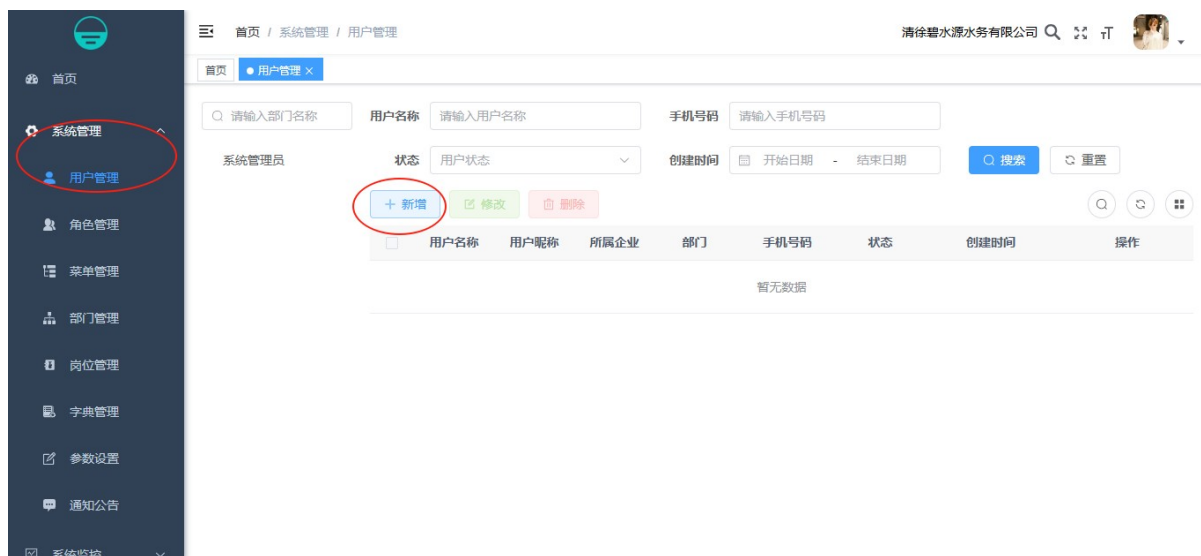 首页 / 系统管理 / 用户管理
清徐碧水源水务有限公司
首页
用户管理 ×
首页
系统管理
用户管理
角色管理
菜单管理
部门管理
岗位管理
字典管理
参数设置
通知公告
系统监控
请输入部门名称
系统管理员
用户名称 请输入用户名称 手机号码 请输入手机号码
状态 用户状态 创建时间 开始日期 - 结束日期 搜索 重置
+ 新增 修改 删除
用户名称 用户昵称 所属企业 部门 手机号码 状态 创建时间 操作
暂无数据